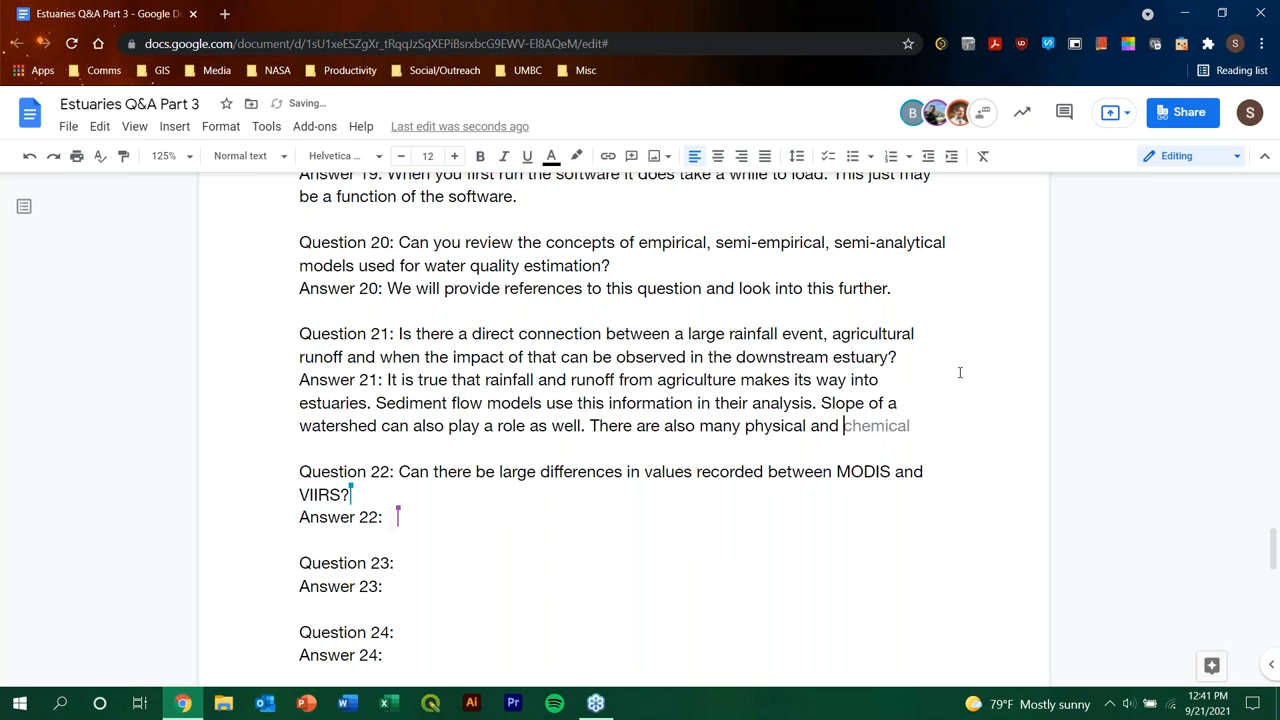 Estuaries Q&A Part 3 - Google D
docs.google.com/document/d/1sU1xeESZgXr_tRqqJzSqXEPiBsrxbcG9EWV-El8AQeM/edit#
Apps Comms GIS Media NASA Productivity Social/Outreach UMBC Misc Reading list
Estuaries Q&A Part 3 Saving…
File Edit View Insert Format Tools Add-ons Help Last edit was seconds ago
B Share S
125% Normal text Helvetica ... 12 B I U A Editing
Answer 19: When you first run the software it does take a while to load. This just may
be a function of the software.
Question 20: Can you review the concepts of empirical, semi-empirical, semi-analytical
models used for water quality estimation?
Answer 20: We will provide references to this question and look into this further.
Question 21: Is there a direct connection between a large rainfall event, agricultural
runoff and when the impact of that can be observed in the downstream estuary?
Answer 21: It is true that rainfall and runoff from agriculture makes its way into
estuaries. Sediment flow models use this information in their analysis. Slope of a
watershed can also play a role as well. There are also many physical and chemical
Question 22: Can there be large differences in values recorded between MODIS and
VIIRS?
Answer 22:
Question 23:
Answer 23:
Question 24:
Answer 24:
79°F Mostly sunny
12:41 PM
9/21/2021